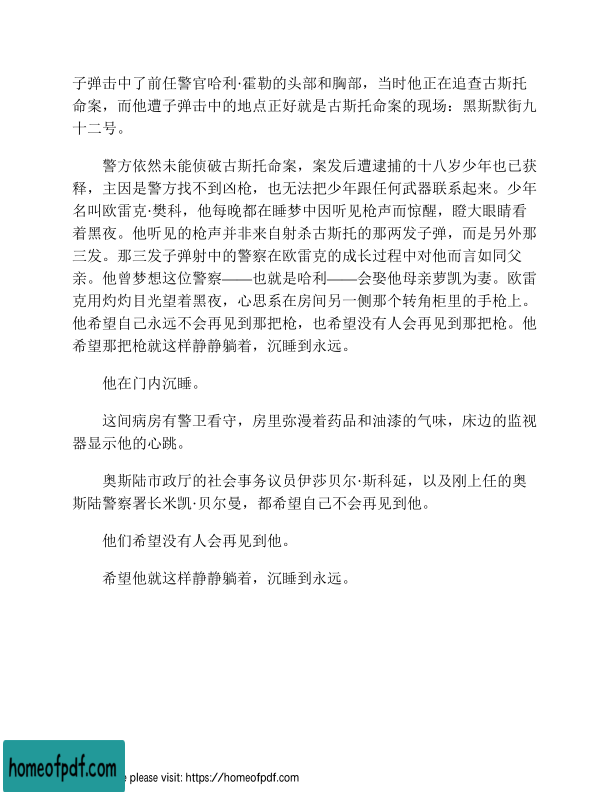 子弹击中了前任警官哈利·霍勒的头部和胸部，当时他正在追查古斯托
命案，而他遭子弹击中的地点正好就是古斯托命案的现场：黑斯默街九
十二号。
警方依然未能侦破古斯托命案，案发后遭逮捕的十八岁少年也已获
释，主因是警方找不到凶枪，也无法把少年跟任何武器联系起来。少年
名叫欧雷克·樊科，他每晚都在睡梦中因听见枪声而惊醒，瞪大眼睛看
着黑夜。他听见的枪声并非来自射杀古斯托的那两发子弹，而是另外那
三发。那三发子弹射中的警察在欧雷克的成长过程中对他而言如同父
亲。他曾梦想这位警察——也就是哈利——会娶他母亲萝凯为妻。欧雷
克用灼灼目光望着黑夜，心思系在房间另一侧那个转角柜里的手枪上。
他希望自己永远不会再见到那把枪，也希望没有人会再见到那把枪。他
希望那把枪就这样静静躺着，沉睡到永远。
他在门内沉睡。
这间病房有警卫看守，房里弥漫着药品和油漆的气味，床边的监视
器显示他的心跳。
奥斯陆市政厅的社会事务议员伊莎贝尔·斯科延，以及刚上任的奥
斯陆警察署长米凯·贝尔曼，都希望自己不会再见到他。
他们希望没有人会再见到他。
希望他就这样静静躺着，沉睡到永远。
homeofpdf.com
e please visit: https://homeofpdf.com